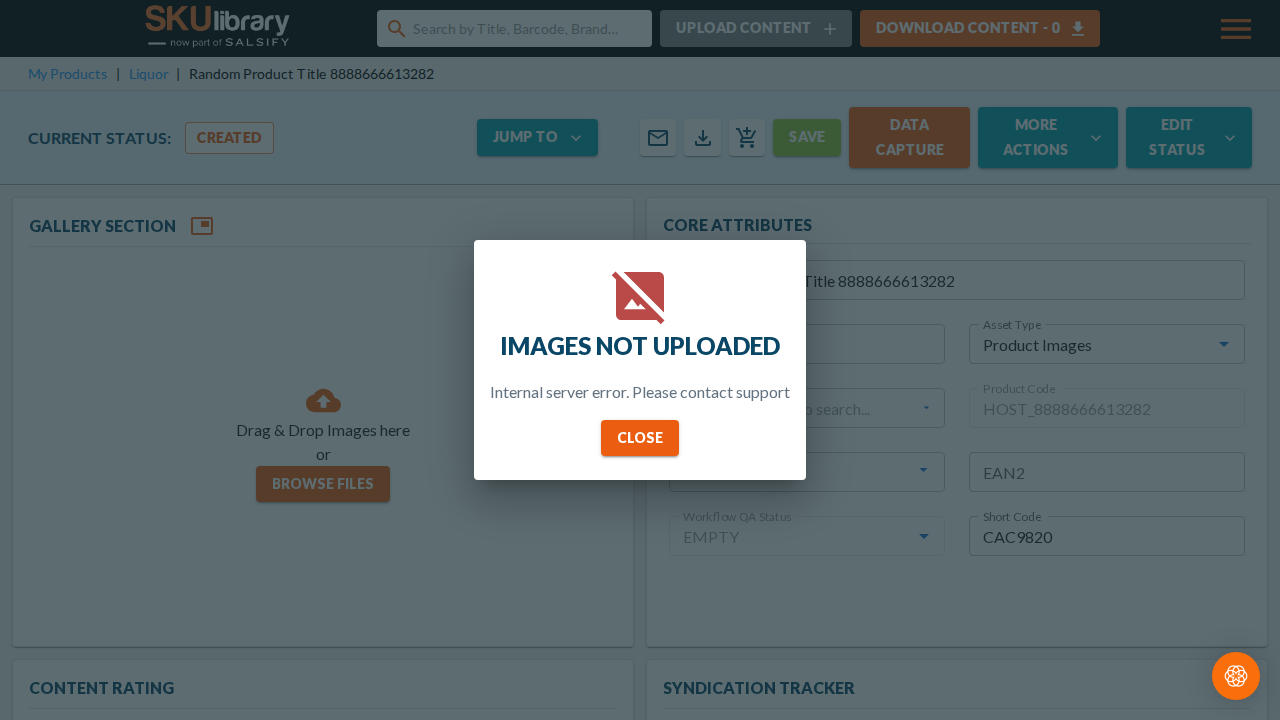 SKUlibrary
now part of SALSIFY
Search by Title, Barcode, Brand...
UPLOAD CONTENT
DOWNLOAD CONTENT - 0
My Products | Liquor | Random Product Title 8888666613282
CURRENT STATUS:
CREATED
JUMP TO
SAVE
DATA
CAPTURE
MORE
ACTIONS
EDIT
STATUS
GALLERY SECTION
Drag & Drop Images here
or
BROWSE FILES
CORE ATTRIBUTES
Title 8888666613282
Asset Type
Product Images
o search...
Product Code
HOST_8888666613282
EAN2
Workflow QA Status
EMPTY
Short Code
CAC9820
IMAGES NOT UPLOADED
Internal server error. Please contact support
CLOSE
CONTENT RATING
SYNDICATION TRACKER